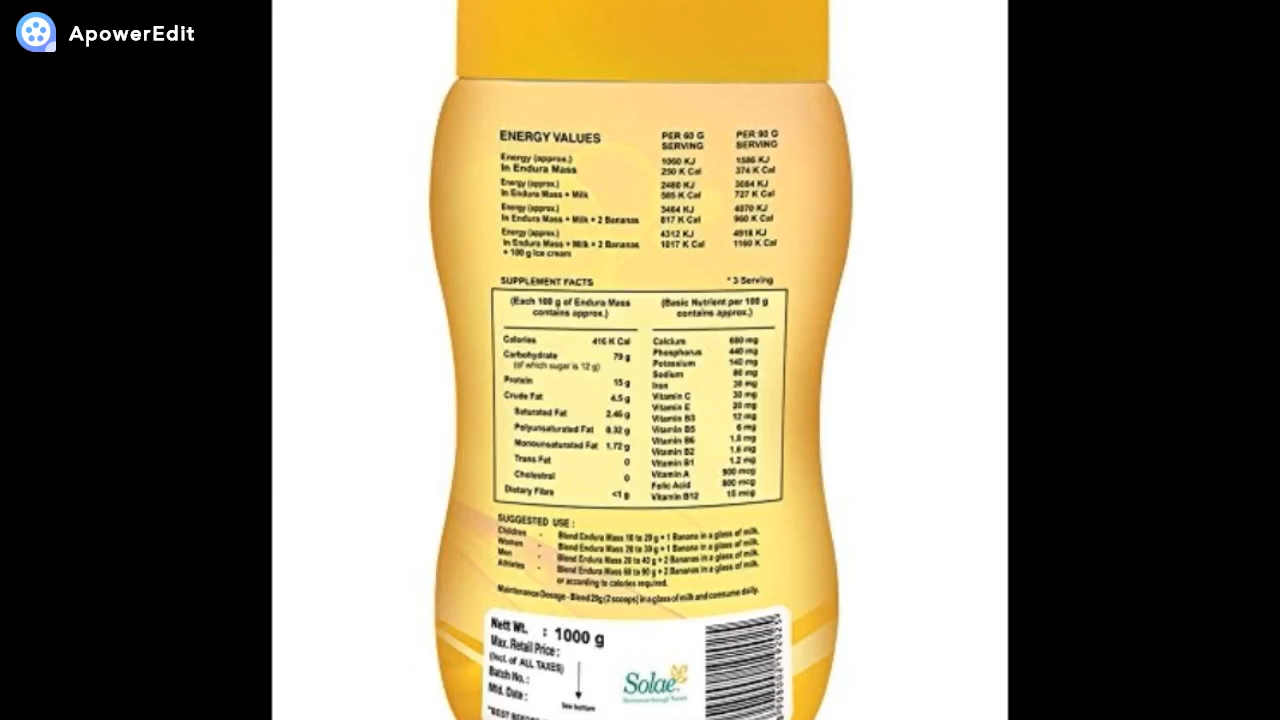 ApowerEdit
ENERGY VALUES PER 60 G SERVING PER 90 G SERVING
Energy (approx.) 1060 KJ 1586 KJ
In Endura Mass 250 K Cal 374 K Cal
Energy (approx.) 2480 KJ 3084 KJ
In Endura Mass + Milk 585 K Cal 727 K Cal
Energy (approx.) 3464 KJ 4070 KJ
In Endura Mass + Milk + 2 Bananas 817 K Cal 960 K Cal
Energy (approx.) 4312 KJ 4918 KJ
In Endura Mass + Milk + 2 Bananas 1017 K Cal 1160 K Cal
+ 100 g Ice cream
SUPPLEMENT FACTS * 3 Serving
(Each 100 g of Endura Mass
contains approx.)
Calories 416 K Cal
Carbohydrate 79 g
(of which sugar is 12 g)
Protein 15 g
Crude Fat 4.5 g
Saturated Fat 2.46 g
Polyunsaturated Fat 0.32 g
Monounsaturated Fat 1.72 g
Trans Fat 0
Cholestral 0
Dietary Fibre <1 g
(Basic Nutrient per 100 g
contains approx.)
Calcium 680 mg
Phosphorus 440 mg
Potassium 140 mg
Sodium 80 mg
Iron 38 mg
Vitamin C 30 mg
Vitamin E 20 mg
Vitamin B3 12 mg
Vitamin B5 6 mg
Vitamin B6 1.8 mg
Vitamin B2 1.6 mg
Vitamin B1 1.2 mg
Vitamin A 900 mcg
Folic Acid 800 mcg
Vitamin B12 15 mcg
SUGGESTED USE :
Children - Blend Endura Mass 10 to 20 g + 1 Banana in a glass of milk.
Women - Blend Endura Mass 20 to 30 g + 1 Banana in a glass of milk.
Men - Blend Endura Mass 20 to 40 g + 2 Bananas in a glass of milk.
Athletes - Blend Endura Mass 60 to 90 g + 2 Bananas in a glass of milk.
or according to calories required.
Maintenance Dosage - Blend 20g (2 scoops) in a glass of milk and consume daily.
Nett Wt. : 1000 g
Max. Retail Price :
(Incl. of ALL TAXES)
Batch No. :
Mfd. Date :
See bottom
Solae